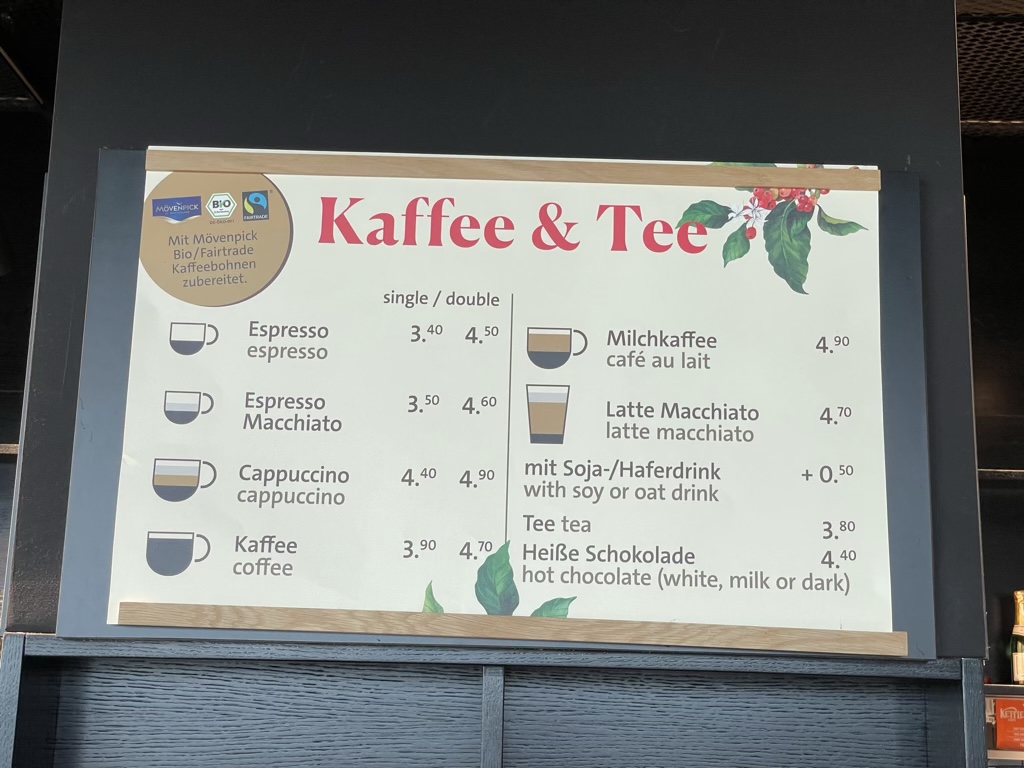 MÖVENPICK
BIO
FAIRTRADE
Mit Mövenpick
Bio/Fairtrade
Kaffeebohnen
zubereitet.
Kaffee & Tee
single / double
Espresso 3.40 4.50
espresso
Espresso 3.50 4.60
Macchiato
Cappuccino 4.40 4.90
cappuccino
Kaffee 3.90 4.70
coffee
Milchkaffee 4.90
café au lait
Latte Macchiato 4.70
latte macchiato
mit Soja-/Haferdrink + 0.50
with soy or oat drink
Tee tea 3.80
Heiße Schokolade 4.40
hot chocolate (white, milk or dark)